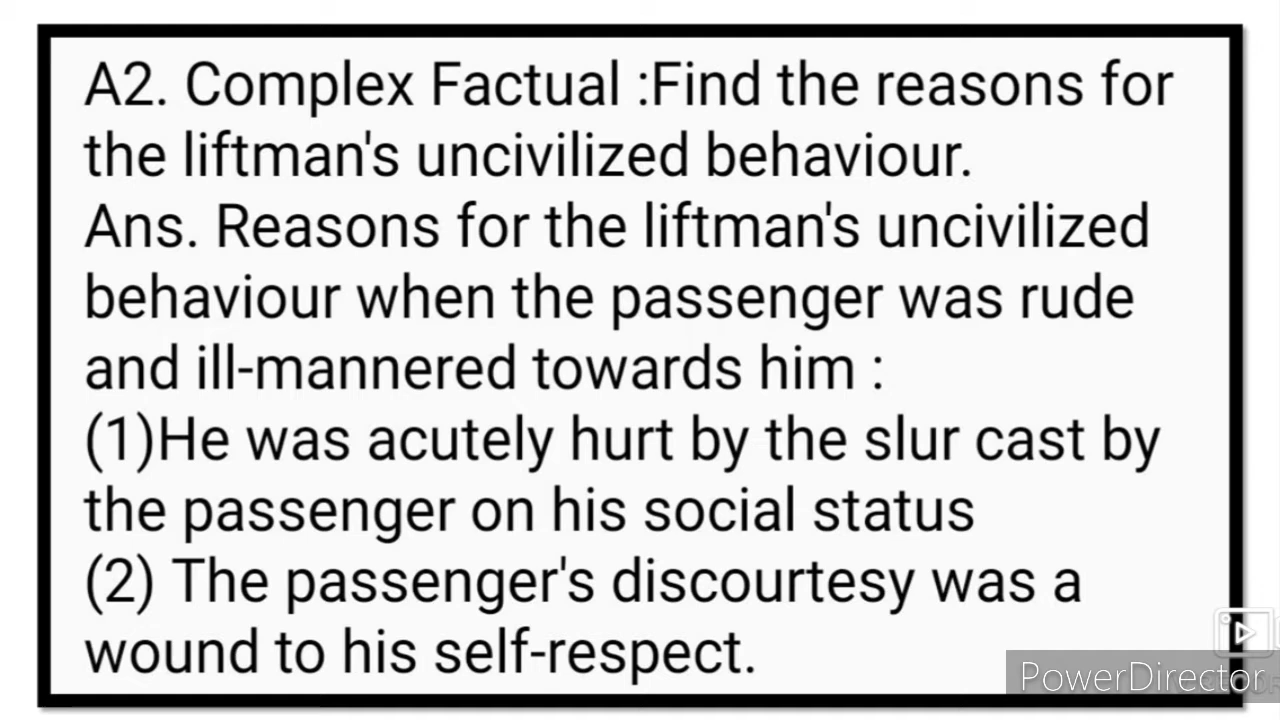 A2. Complex Factual :Find the reasons for
the liftman's uncivilized behaviour.
Ans. Reasons for the liftman's uncivilized
behaviour when the passenger was rude
and ill-mannered towards him :
(1)He was acutely hurt by the slur cast by
the passenger on his social status
(2) The passenger's discourtesy was a
wound to his self-respect.
PowerDirector